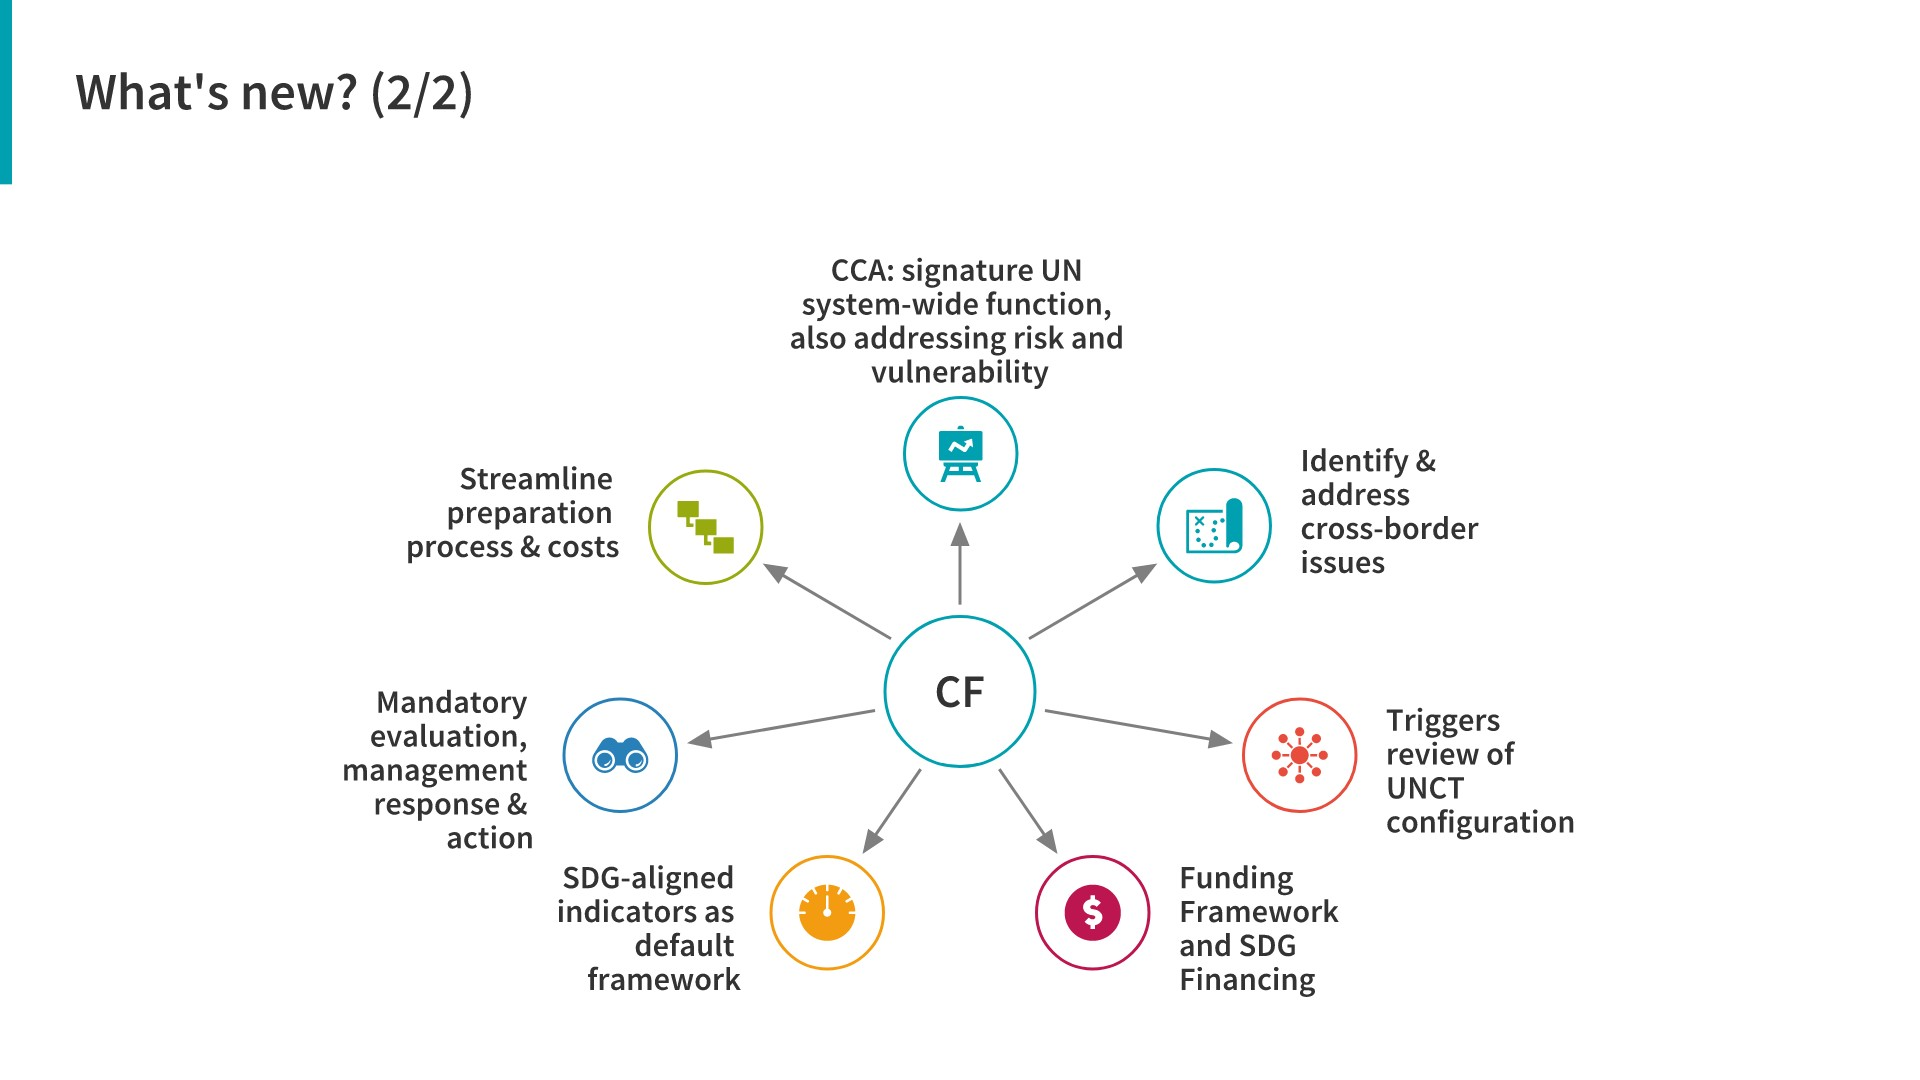 What's new? (2/2)
CCA: signature UN
system-wide function,
also addressing risk and
vulnerability
Identify &
address
cross-border
issues
Streamline
preparation
process & costs
CF
Mandatory
evaluation,
management
response &
action
Triggers
review of
UNCT
configuration
SDG-aligned
indicators as
default
framework
Funding
Framework
and SDG
Financing
$